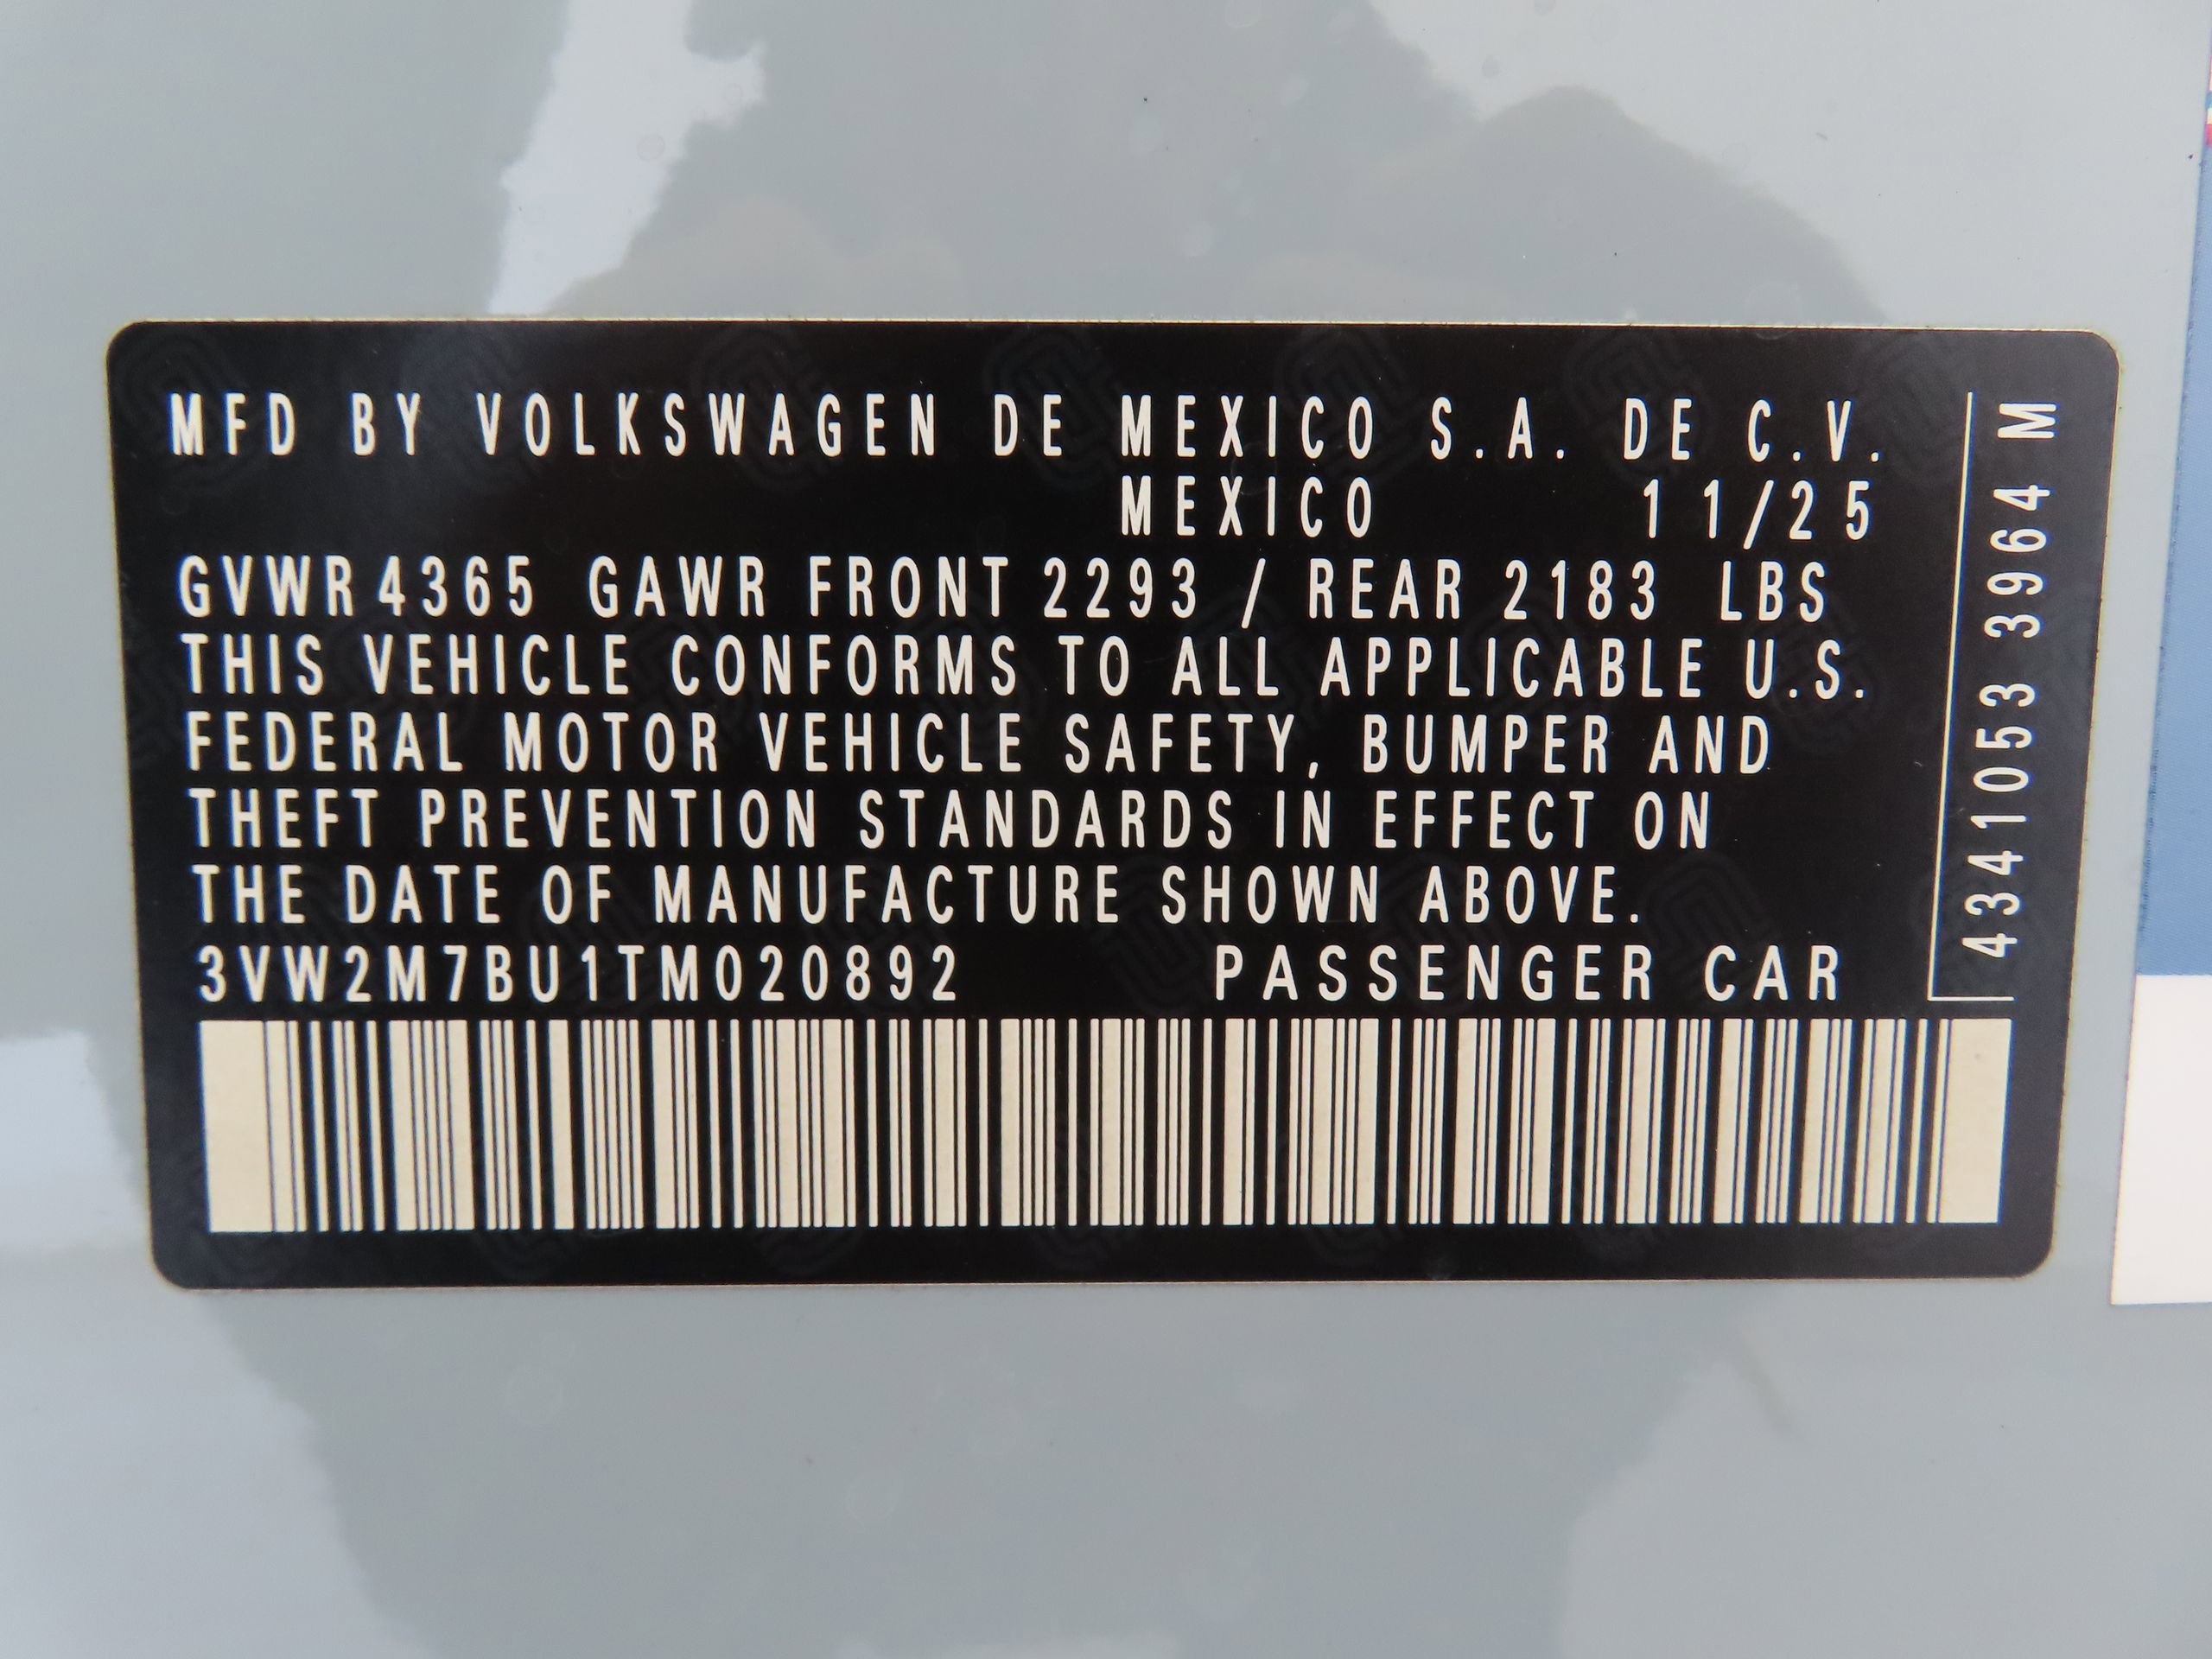 MFD BY VOLKSWAGEN DE MEXICO S.A. DE C.V.
MEXICO 11/25
GVWR 4365 GAWR FRONT 2293 / REAR 2183 LBS
THIS VEHICLE CONFORMS TO ALL APPLICABLE U.S.
FEDERAL MOTOR VEHICLE SAFETY, BUMPER AND
THEFT PREVENTION STANDARDS IN EFFECT ON
THE DATE OF MANUFACTURE SHOWN ABOVE.
3VW2M7BU1TM020892 PASSENGER CAR
4341053 3964 M